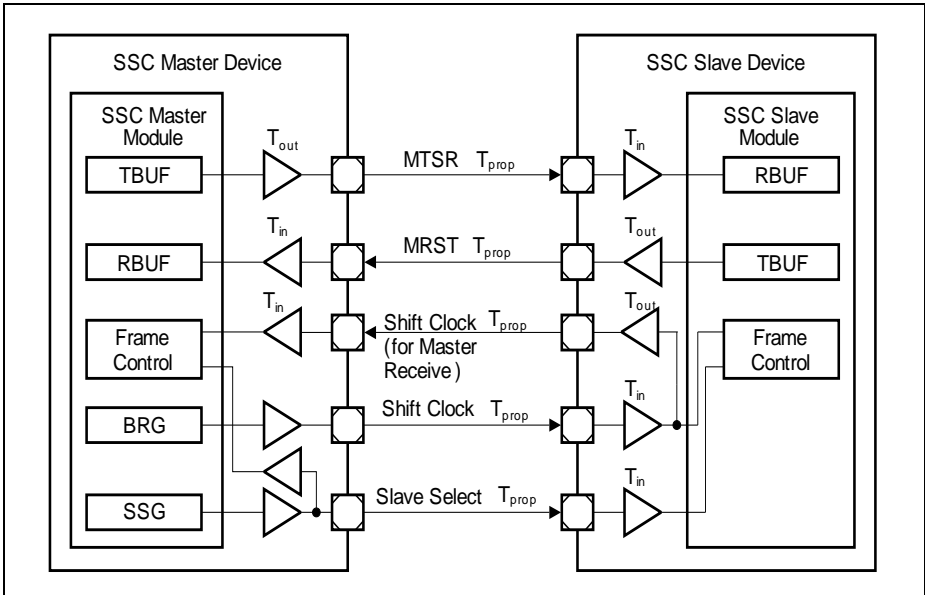 SSC Master Device
SSC Slave Device
SSC Master
Module
SSC Slave
Module
TBUF
Tout
MTSR Tprop
Tin
RBUF
RBUF
Tin
MRST Tprop
Tout
TBUF
Frame
Control
Tin
Shift Clock Tprop
(for Master
Receive)
Tout
Frame
Control
BRG
Shift Clock Tprop
Tin
SSG
Slave Select Tprop
Tin